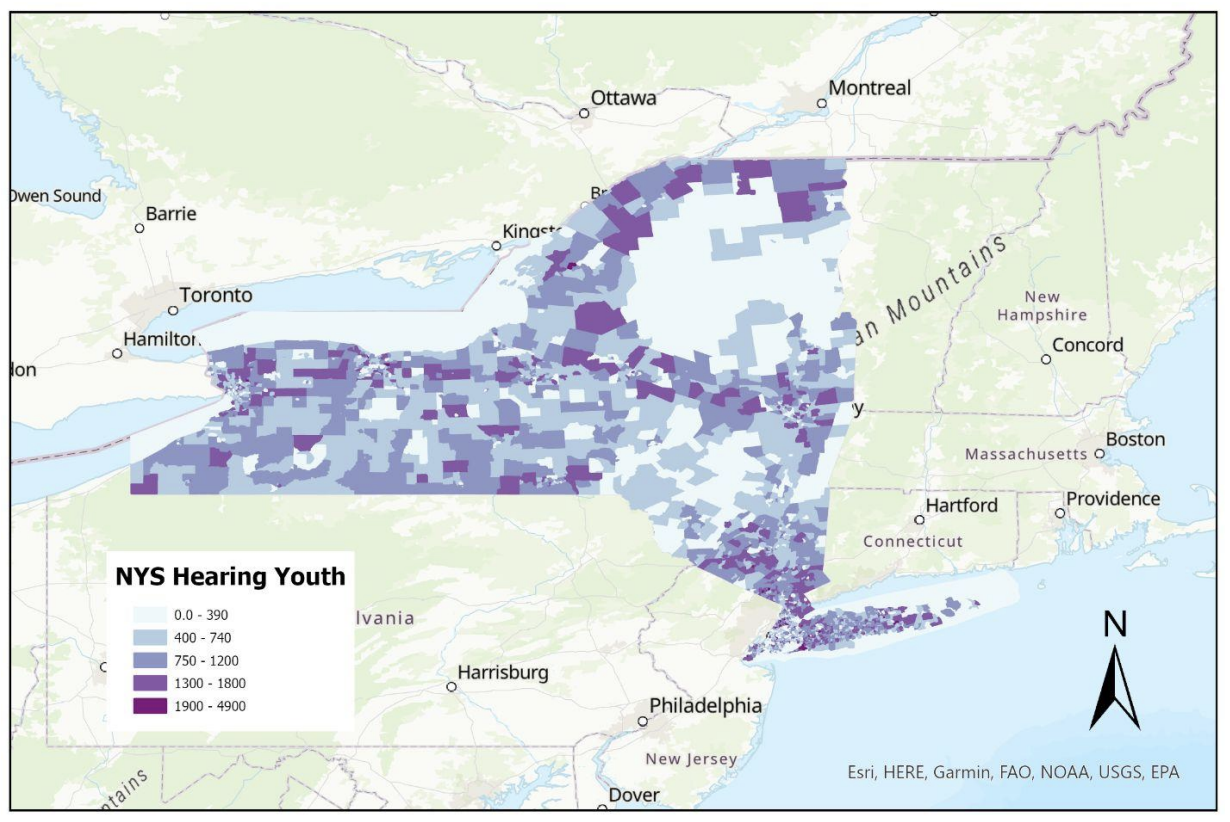 Ottawa
Montreal
Br
Owen Sound
Barrie
Kingsto
Toronto
Hamilton
an Mountains
New
Hampshire
Concord
don
ey
Boston
Massachusetts
Hartford
Providence
Connecticut
NYS Hearing Youth
0.0 - 390
400 - 740
750 - 1200
1300 - 1800
1900 - 4900
lvania
N
Harrisburg
Philadelphia
New Jersey
Esri, HERE, Garmin, FAO, NOAA, USGS, EPA
ntains
Dover